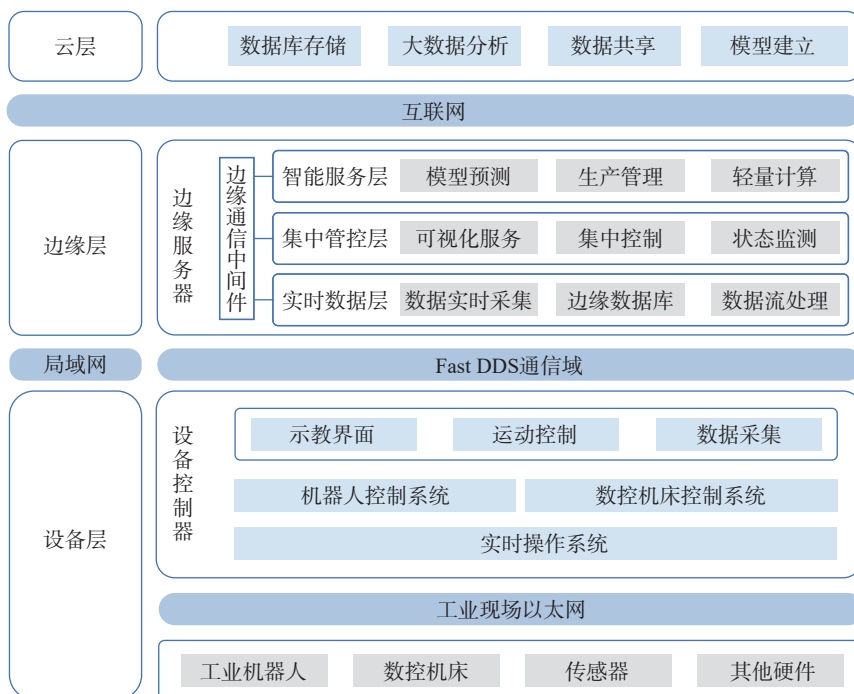 云层
数据库存储 大数据分析 数据共享 模型建立
互联网
边缘层
边缘服务器
边缘通信中间件
智能服务层 模型预测 生产管理 轻量计算
集中管控层 可视化服务 集中控制 状态监测
实时数据层 数据实时采集 边缘数据库 数据流处理
局域网 Fast DDS通信域
设备层
设备控制器
示教界面 运动控制 数据采集
机器人控制系统 数控机床控制系统
实时操作系统
工业现场以太网
工业机器人 数控机床 传感器 其他硬件